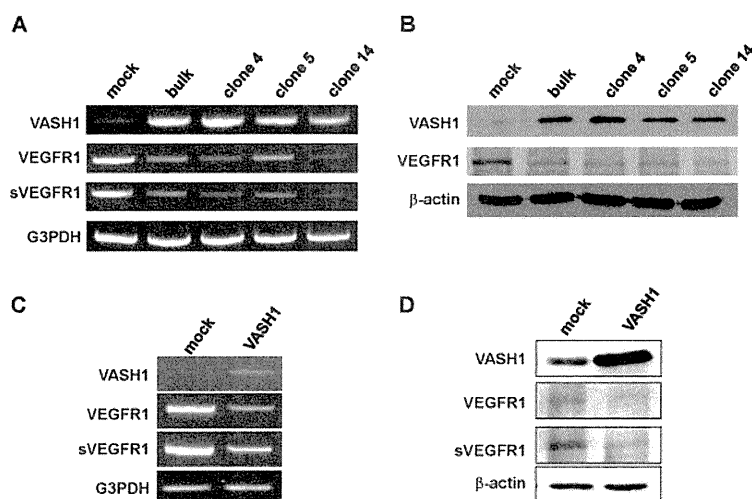 A
mock bulk clone 4 clone 5 clone 14
VASH1
VEGFR1
sVEGFR1
G3PDH
B
mock bulk clone 4 clone 5 clone 14
VASH1
VEGFR1
β-actin
C
mock VASH1
VASH1
VEGFR1
sVEGFR1
G3PDH
D
mock VASH1
VASH1
VEGFR1
sVEGFR1
β-actin